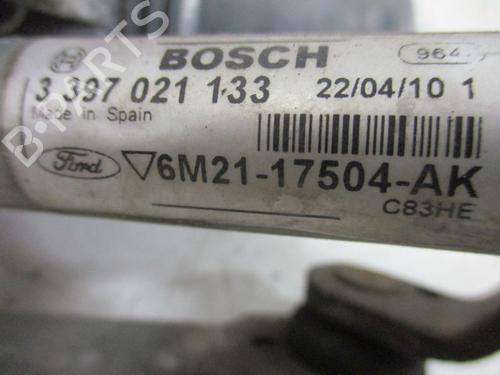 BOSCH
964
3 397 021 133
22/04/10 1
Made in Spain
Ford
6M21-17504-AK
C83HE
B-PARTS